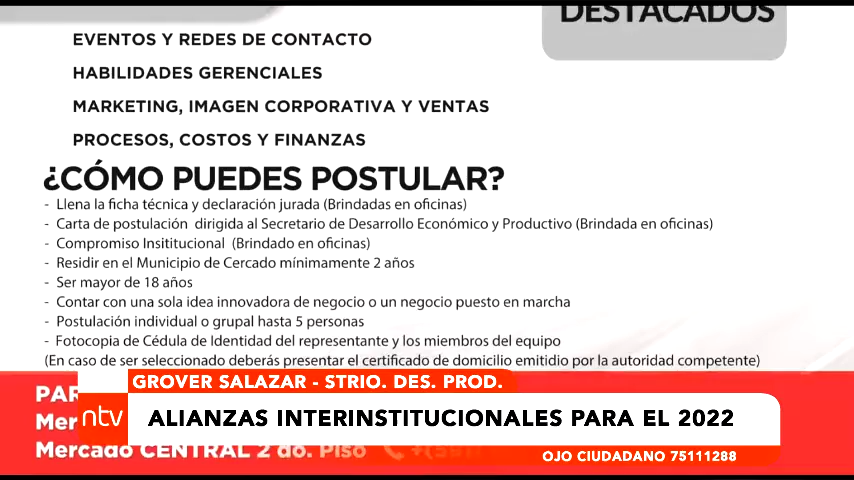 DESTACADOS
EVENTOS Y REDES DE CONTACTO
HABILIDADES GERENCIALES
MARKETING, IMAGEN CORPORATIVA Y VENTAS
PROCESOS, COSTOS Y FINANZAS
¿CÓMO PUEDES POSTULAR?
- Llena la ficha técnica y declaración jurada (Brindadas en oficinas)
- Carta de postulación dirigida al Secretario de Desarrollo Económico y Productivo (Brindada en oficinas)
- Compromiso Insititucional (Brindado en oficinas)
- Residir en el Municipio de Cercado mínimamente 2 años
- Ser mayor de 18 años
- Contar con una sola idea innovadora de negocio o un negocio puesto en marcha
- Postulación individual o grupal hasta 5 personas
- Fotocopia de Cédula de Identidad del representante y los miembros del equipo
(En caso de ser seleccionado deberás presentar el certificado de domicilio emitidio por la autoridad competente)
GROVER SALAZAR - STRIO. DES. PROD.
ntv
ALIANZAS INTERINSTITUCIONALES PARA EL 2022
Mercado CENTRAL 2 do. Piso
OJO CIUDADANO 75111288